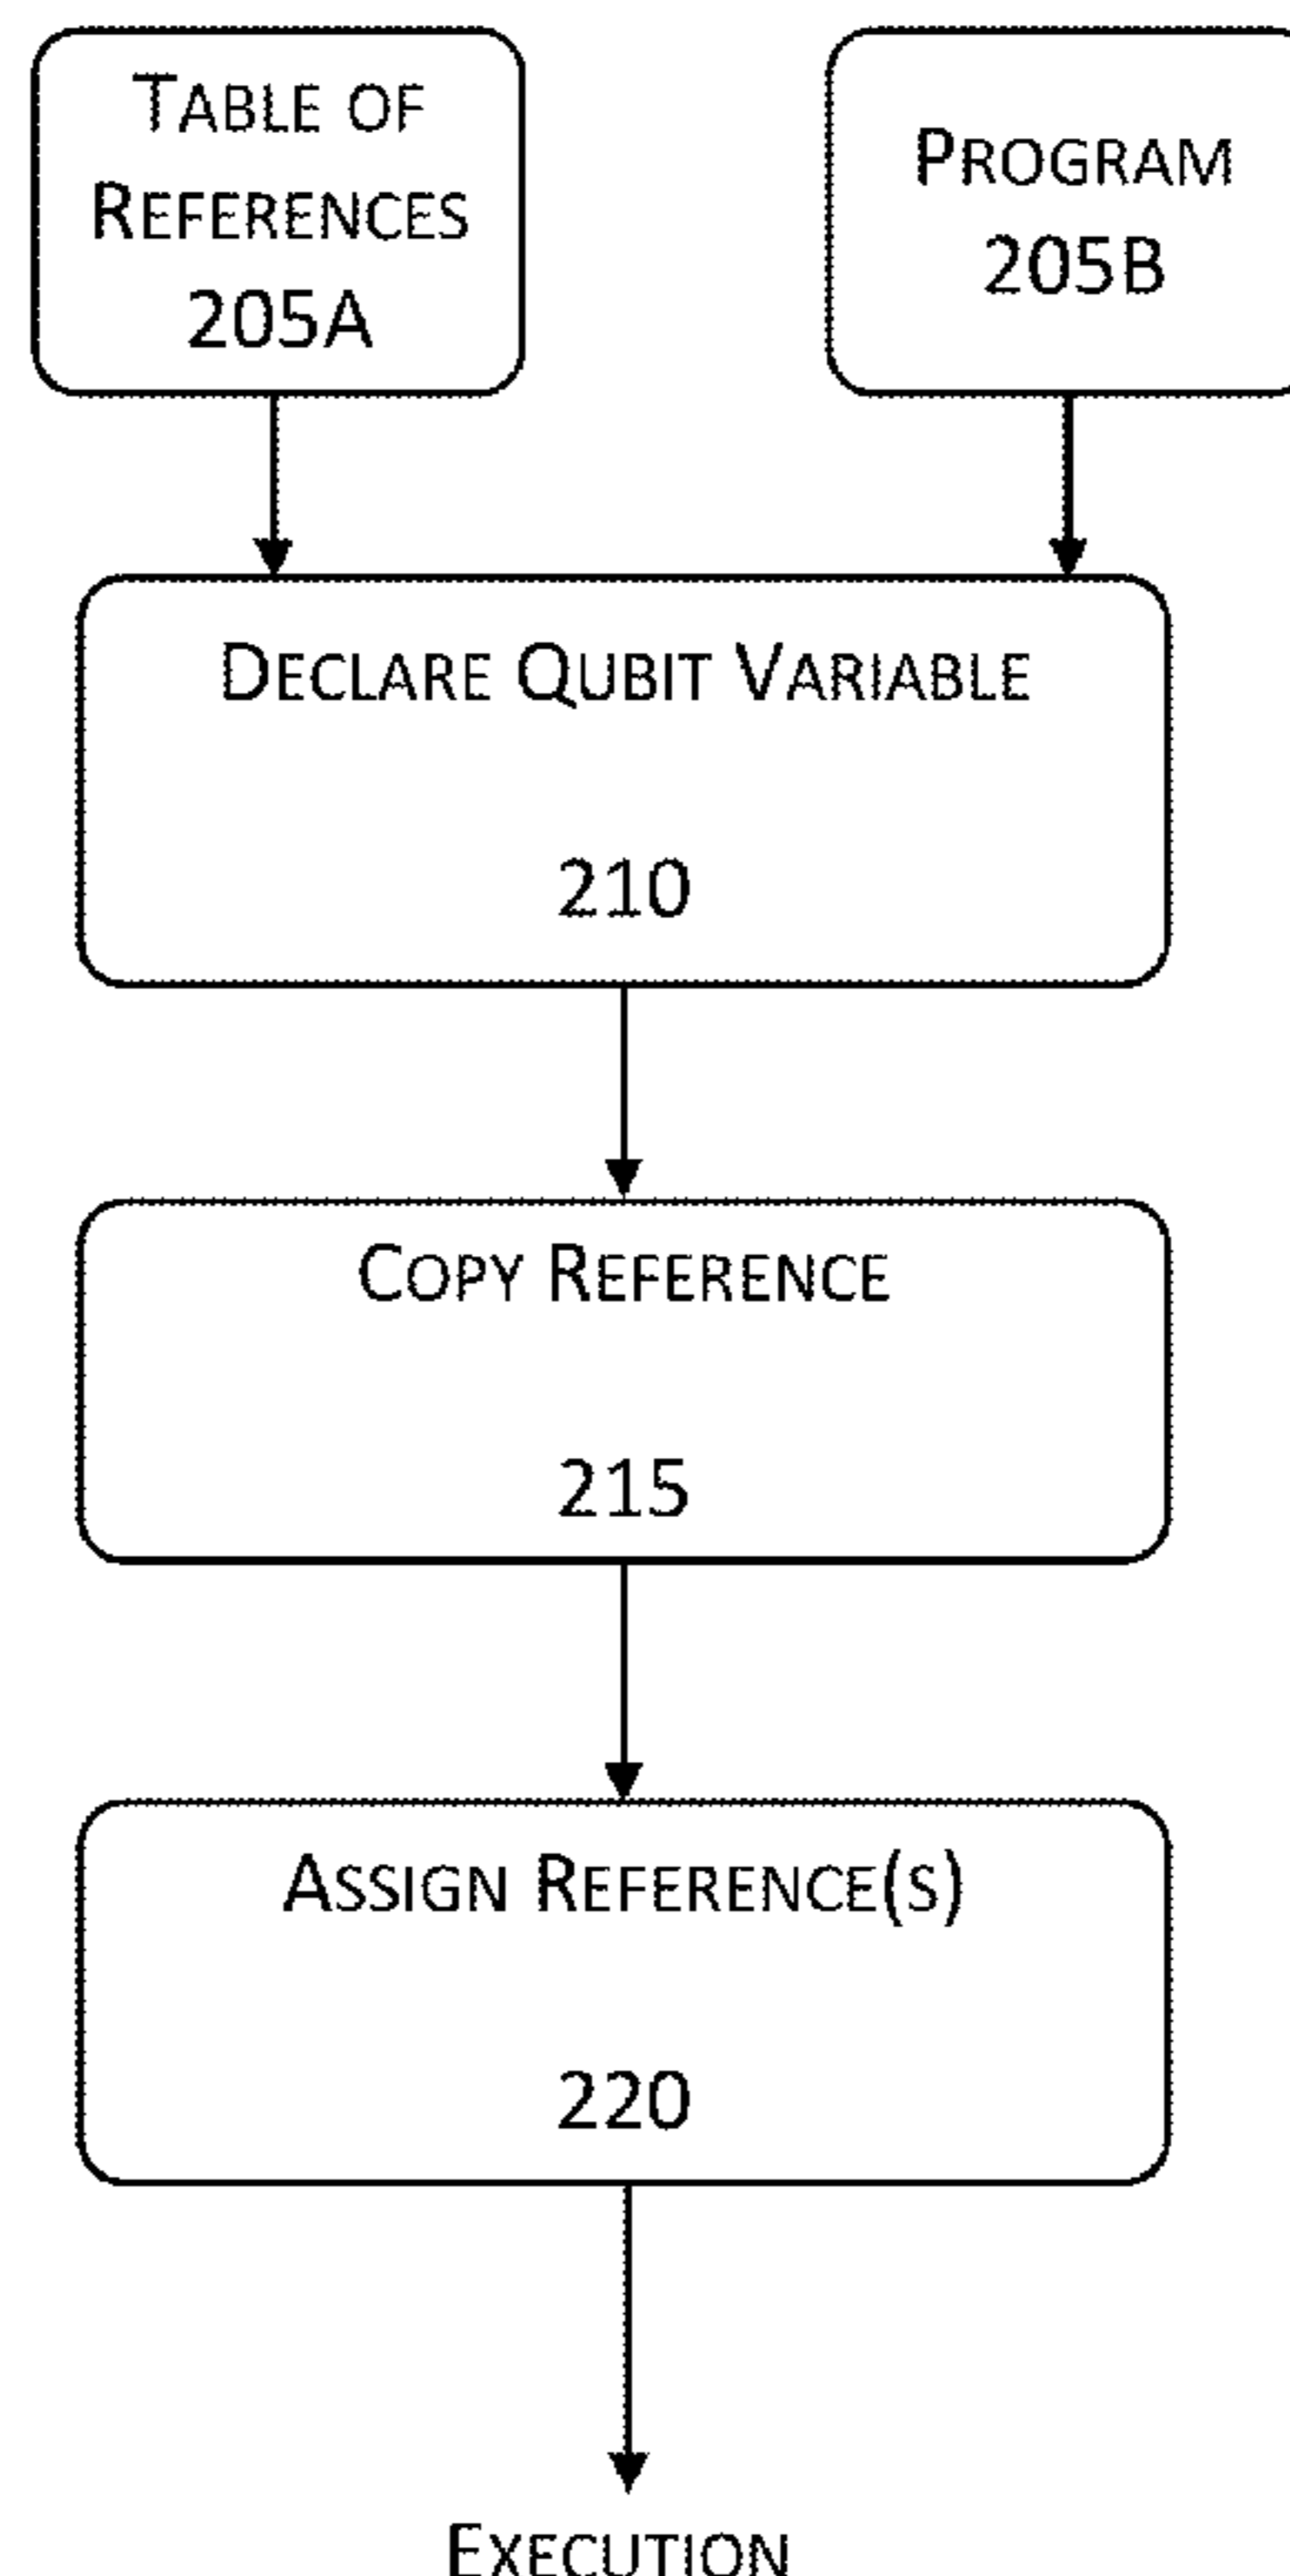 TABLE OF
REFERENCES
205A
PROGRAM
205B
DECLARE QUBIT VARIABLE
210
COPY REFERENCE
215
ASSIGN REFERENCE(S)
220
EXECUTION